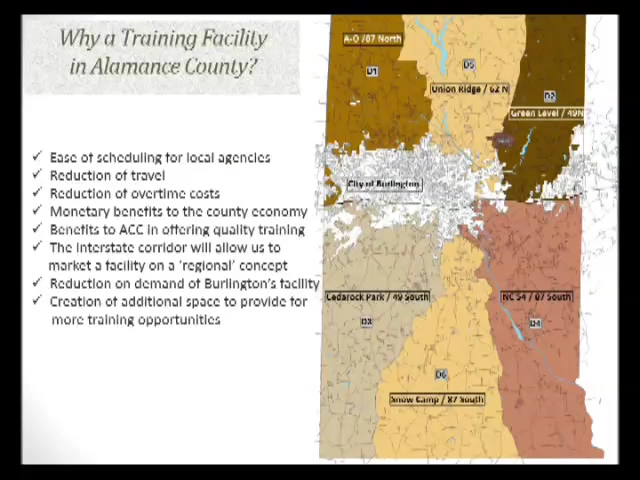 Why a Training Facility
in Alamance County?
✓ Ease of scheduling for local agencies
✓ Reduction of travel
✓ Reduction of overtime costs
✓ Monetary benefits to the county economy
✓ Benefits to ACC in offering quality training
✓ The Interstate corridor will allow us to
market a facility on a 'regional' concept
✓ Reduction on demand of Burlington's facility
✓ Creation of additional space to provide for
more training opportunities
A-O /87 North
D1
D5
Union Ridge / 62 N
D2
Green Level / 49N
City of Burlington
Cedarock Park / 49 South
D3
NC 54 / 87 South
D4
D6
Snow Camp / 87 South